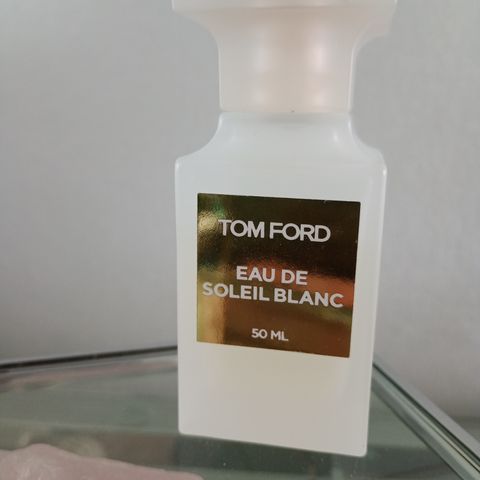 TOM FORD
EAU DE
SOLEIL BLANC
50 ML